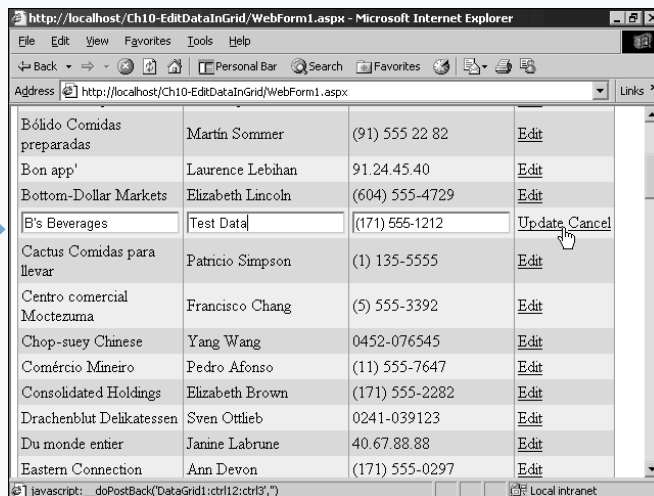 http://localhost/Ch10-EditDataInGrid/WebForm1.aspx - Microsoft Internet Explorer
File Edit View Favorites Tools Help
Back Personal Bar Search Favorites
Address http://localhost/Ch10-EditDataInGrid/WebForm1.aspx Links
Bólido Comidas preparadas Martín Sommer (91) 555 22 82 Edit
Bon app' Laurence Lebihan 91.24.45.40 Edit
Bottom-Dollar Markets Elizabeth Lincoln (604) 555-4729 Edit
B's Beverages Test Data (171) 555-1212 Update Cancel
Cactus Comidas para llevar Patricio Simpson (1) 135-5555 Edit
Centro comercial Moctezuma Francisco Chang (5) 555-3392 Edit
Chop-suey Chinese Yang Wang 0452-076545 Edit
Comércio Mineiro Pedro Afonso (11) 555-7647 Edit
Consolidated Holdings Elizabeth Brown (171) 555-2282 Edit
Drachenblut Delikatessen Sven Ottlieb 0241-039123 Edit
Du monde entier Janine Labrune 40.67.88.88 Edit
Eastern Connection Ann Devon (171) 555-0297 Edit
javascript:__doPostBack('DataGrid1:ctrl12:ctrl3','') Local intranet